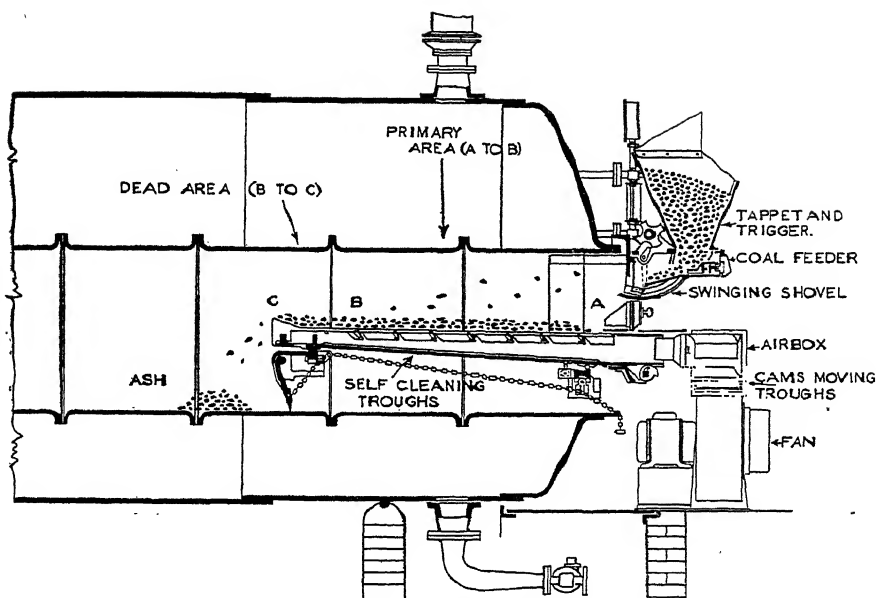 PRIMARY
AREA (A TO B)
DEAD AREA (B TO C)
TAPPET AND
TRIGGER.
COAL FEEDER
SWINGING SHOVEL
C
B
A
AIRBOX
ASH
SELF CLEANING
TROUGHS
CAMS MOVING
TROUGHS
FAN